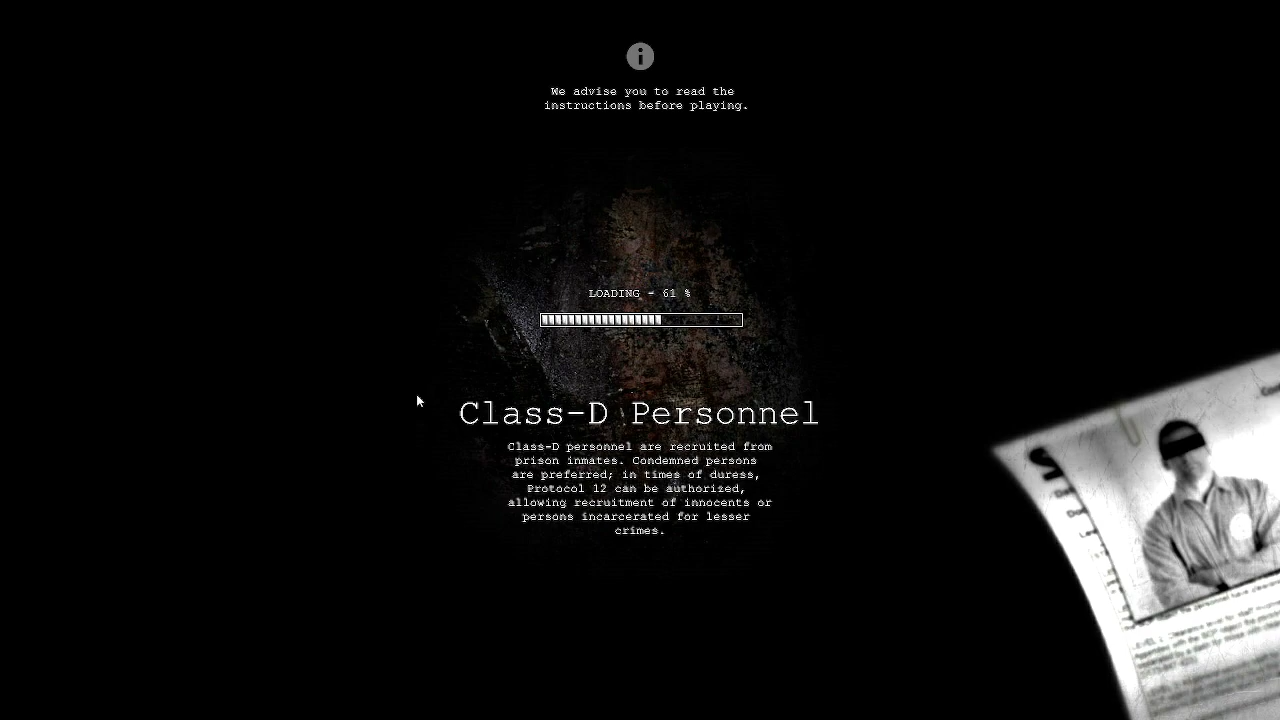 We advise you to read the
instructions before playing.
LOADING - 61 %
Class-D Personnel
Class-D personnel are recruited from
prison inmates. Condemned persons
are preferred; in times of duress,
Protocol 12 can be authorized,
allowing recruitment of innocents or
persons incarcerated for lesser
crimes.